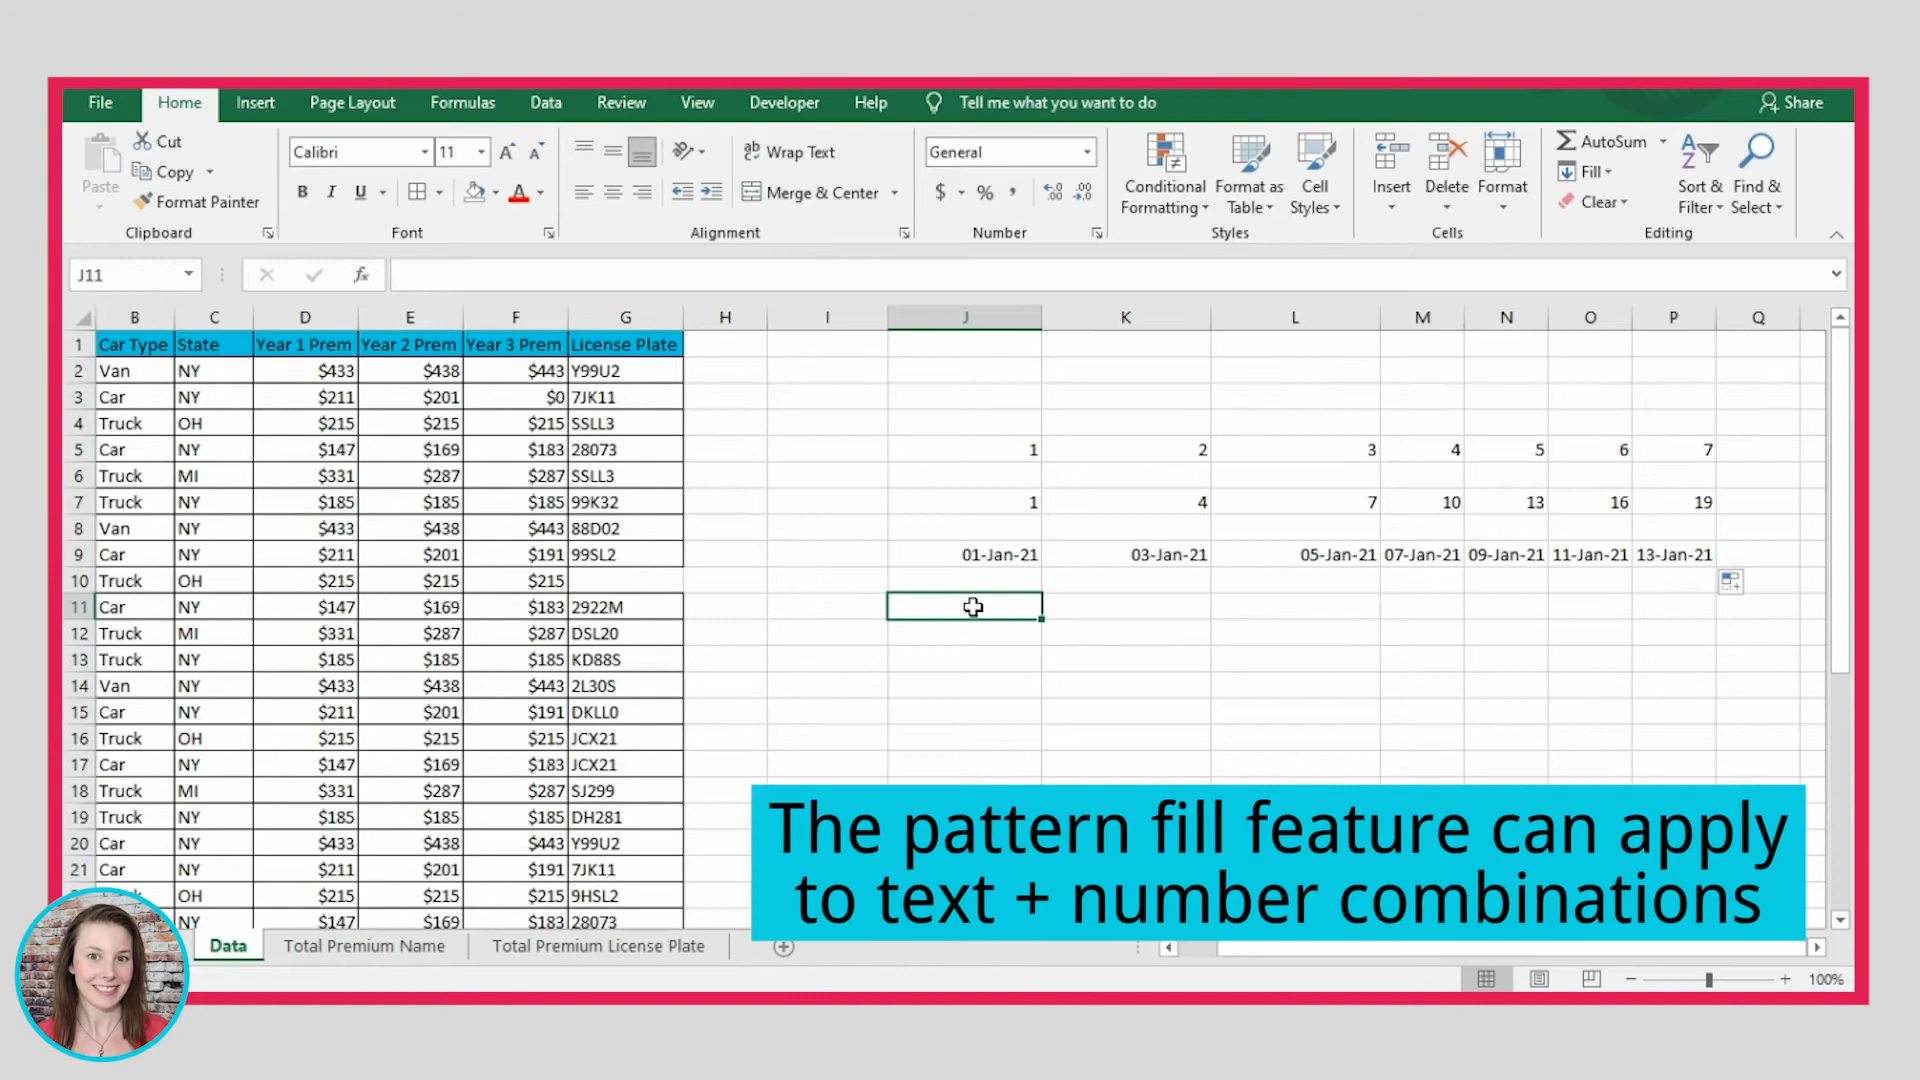 File Home Insert Page Layout Formulas Data Review View Developer Help Tell me what you want to do Share
Paste
Cut
Copy
Format Painter
Clipboard
Calibri 11
B I U
Font
Wrap Text
Merge & Center
Alignment
General
$ % ,
Number
Conditional
Formatting
Format as
Table
Cell
Styles
Styles
Insert
Delete
Format
Cells
AutoSum
Fill
Clear
Sort &
Filter
Find &
Select
Editing
J11 fx
B C D E F G H I J K L M N O P Q
1 Car Type State Year 1 Prem Year 2 Prem Year 3 Prem License Plate
2 Van NY $433 $438 $443 Y99U2
3 Car NY $211 $201 $0 7JK11
4 Truck OH $215 $215 $215 SSLL3
5 Car NY $147 $169 $183 28073 1 2 3 4 5 6 7
6 Truck MI $331 $287 $287 SSLL3
7 Truck NY $185 $185 $185 99K32 1 4 7 10 13 16 19
8 Van NY $433 $438 $443 88D02
9 Car NY $211 $201 $191 99SL2 01-Jan-21 03-Jan-21 05-Jan-21 07-Jan-21 09-Jan-21 11-Jan-21 13-Jan-21
10 Truck OH $215 $215 $215
11 Car NY $147 $169 $183 2922M
12 Truck MI $331 $287 $287 DSL20
13 Truck NY $185 $185 $185 KD88S
14 Van NY $433 $438 $443 2L30S
15 Car NY $211 $201 $191 DKLL0
16 Truck OH $215 $215 $215 JCX21
17 Car NY $147 $169 $183 JCX21
18 Truck MI $331 $287 $287 SJ299
19 Truck NY $185 $185 $185 DH281
20 Car NY $433 $438 $443 Y99U2
21 Car NY $211 $201 $191 7JK11
OH $215 $215 $215 9HSL2
NY $147 $169 $183 28073
The pattern fill feature can apply
to text + number combinations
Data Total Premium Name Total Premium License Plate
100%